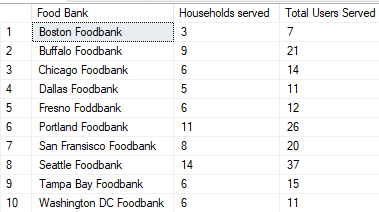 Food Bank Households served Total Users Served
1 Boston Foodbank 3 7
2 Buffalo Foodbank 9 21
3 Chicago Foodbank 6 14
4 Dallas Foodbank 5 11
5 Fresno Foddbank 6 12
6 Portland Foodbank 11 26
7 San Fransisco Foodbank 8 20
8 Seattle Foodbank 14 37
9 Tampa Bay Foodbank 6 15
10 Washington DC Foodbank 6 11